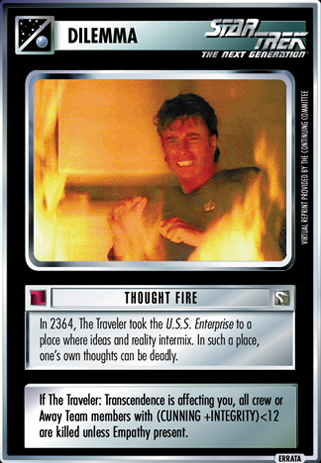 DILEMMA
STAR TREK
THE NEXT GENERATION
VIRTUAL REPRINT PROVIDED BY THE CONTINUING COMMITTEE
THOUGHT FIRE
In 2364, The Traveler took the U.S.S. Enterprise to a
place where ideas and reality intermix. In such a place,
one's own thoughts can be deadly.
If The Traveler: Transcendence is affecting you, all crew or
Away Team members with (CUNNING +INTEGRITY)<12
are killed unless Empathy present.
ERRATA